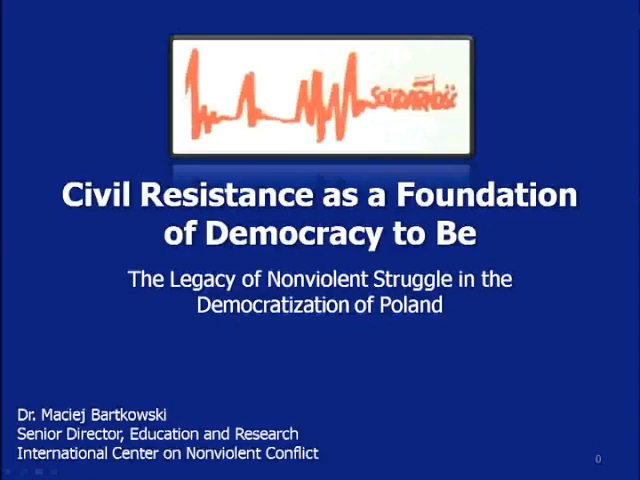 SOLIDARNOŚĆ
Civil Resistance as a Foundation
of Democracy to Be
The Legacy of Nonviolent Struggle in the
Democratization of Poland
Dr. Maciej Bartkowski
Senior Director, Education and Research
International Center on Nonviolent Conflict
0